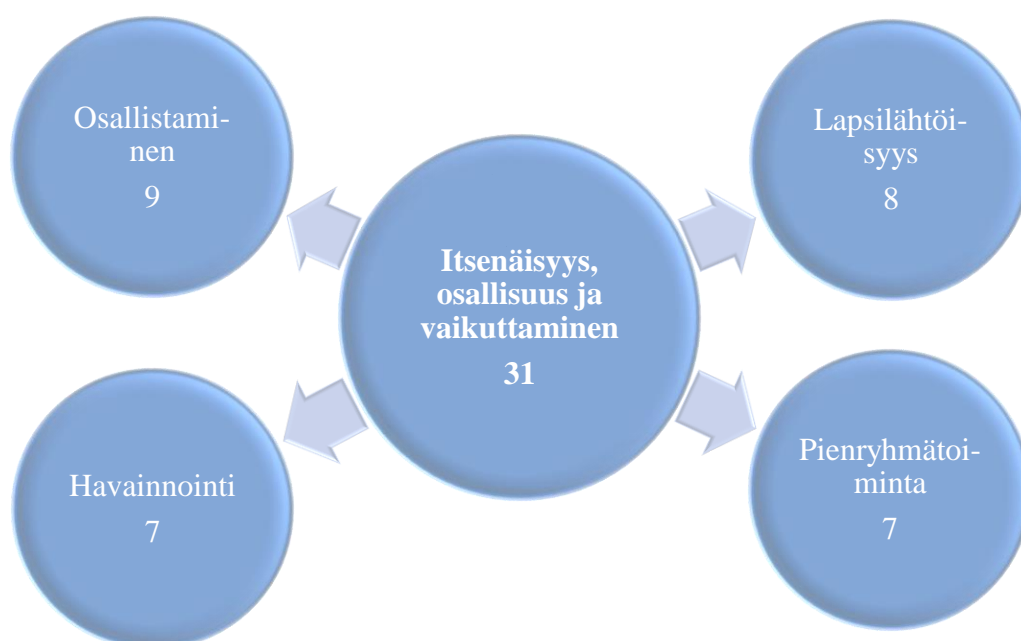 Osallistami-
nen
9
Lapsilähtöi-
syys
8
Itsenäisyys,
osallisuus ja
vaikuttaminen
31
Havainnointi
7
Pienryhmätoi-
minta
7